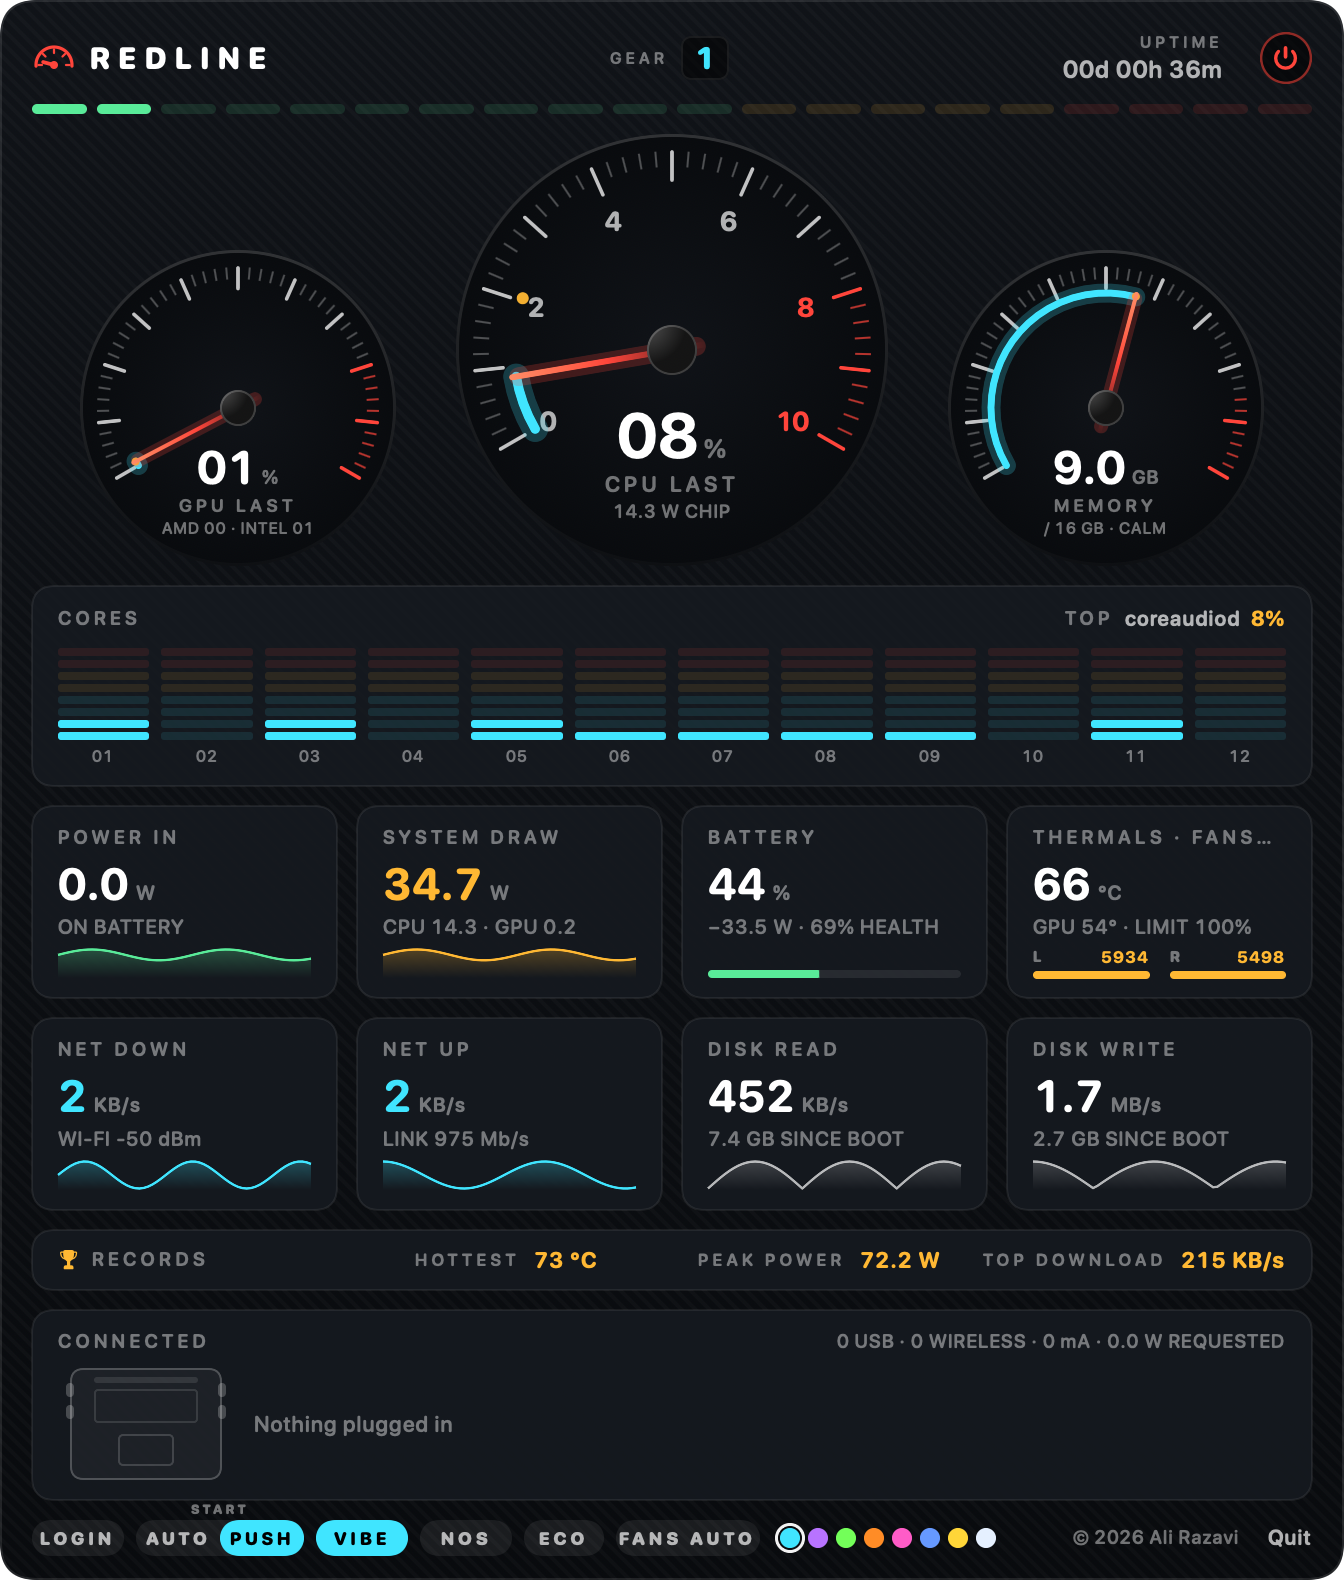 REDLINE
GEAR 1
UPTIME
00d 00h 36m
4 6
2 8
0 10
08 %
CPU LAST
14.3 W CHIP
01 %
GPU LAST
AMD 00 · INTEL 01
9.0 GB
MEMORY
/ 16 GB · CALM
CORES
TOP coreaudiod 8%
01 02 03 04 05 06 07 08 09 10 11 12
POWER IN
0.0 W
ON BATTERY
SYSTEM DRAW
34.7 W
CPU 14.3 · GPU 0.2
BATTERY
44 %
−33.5 W · 69% HEALTH
THERMALS · FANS…
66 °C
GPU 54° · LIMIT 100%
L 5934 R 5498
NET DOWN
2 KB/s
WI-FI -50 dBm
NET UP
2 KB/s
LINK 975 Mb/s
DISK READ
452 KB/s
7.4 GB SINCE BOOT
DISK WRITE
1.7 MB/s
2.7 GB SINCE BOOT
RECORDS HOTTEST 73 °C PEAK POWER 72.2 W TOP DOWNLOAD 215 KB/s
CONNECTED
0 USB · 0 WIRELESS · 0 mA · 0.0 W REQUESTED
Nothing plugged in
START
LOGIN AUTO PUSH VIBE NOS ECO FANS AUTO © 2026 Ali Razavi Quit